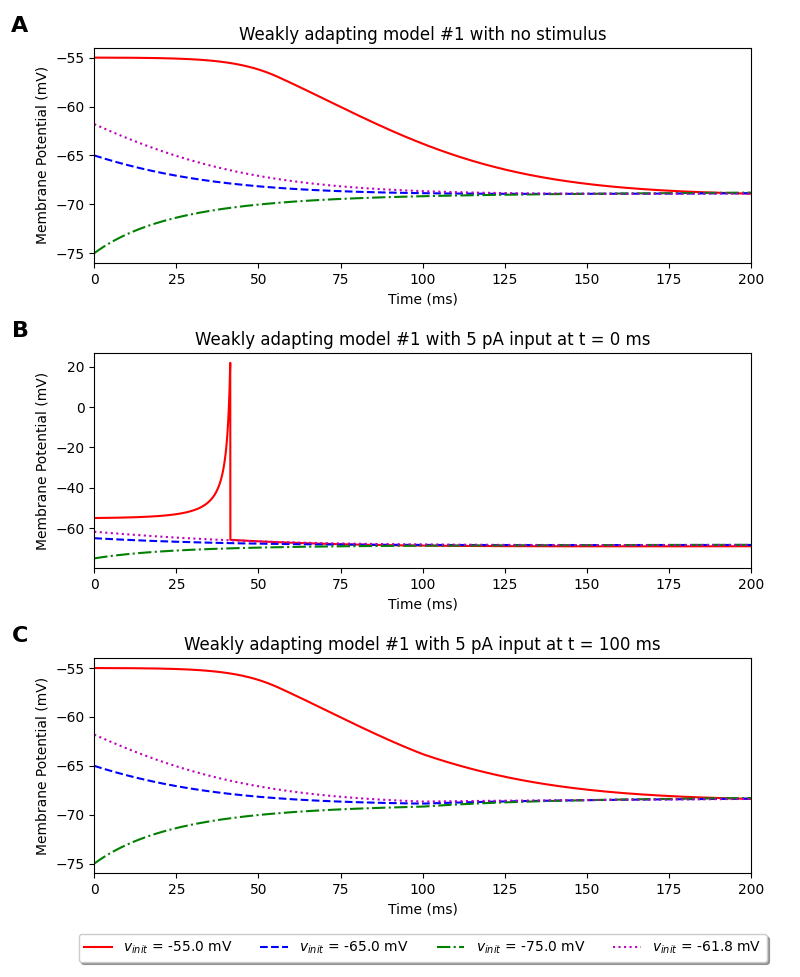 A
Weakly adapting model #1 with no stimulus
Membrane Potential (mV)
−55
−60
−65
−70
−75
0 25 50 75 100 125 150 175 200
Time (ms)
B
Weakly adapting model #1 with 5 pA input at t = 0 ms
Membrane Potential (mV)
20
0
−20
−40
−60
0 25 50 75 100 125 150 175 200
Time (ms)
C
Weakly adapting model #1 with 5 pA input at t = 100 ms
Membrane Potential (mV)
−55
−60
−65
−70
−75
0 25 50 75 100 125 150 175 200
Time (ms)
v_init = -55.0 mV v_init = -65.0 mV v_init = -75.0 mV v_init = -61.8 mV